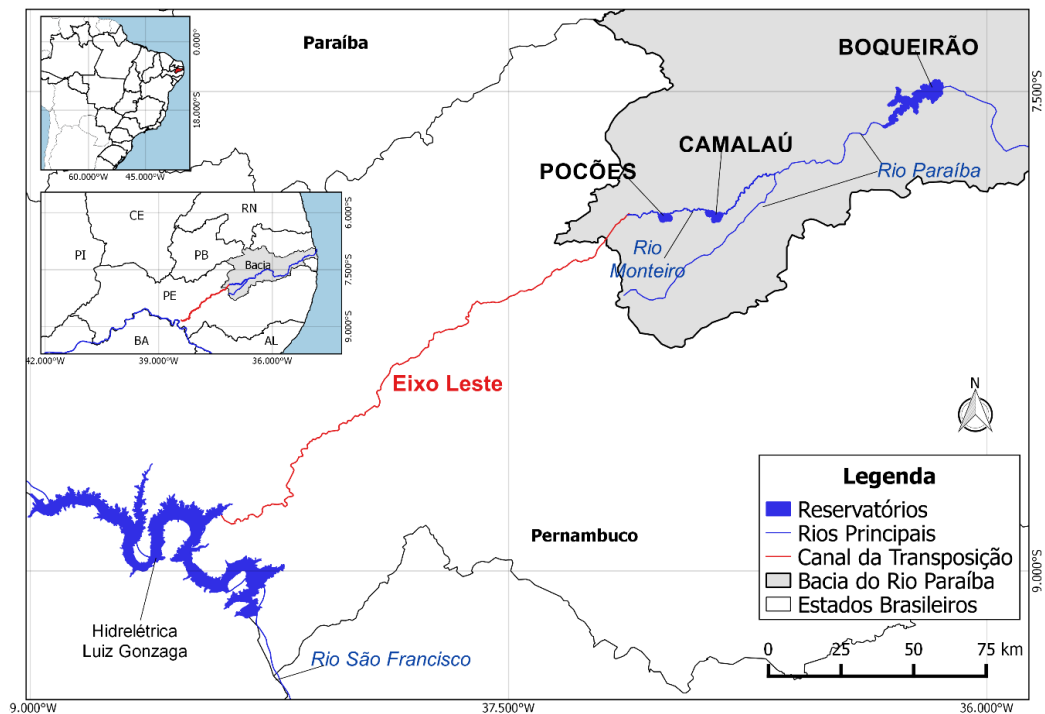 Paraíba
BOQUEIRÃO
CAMALAÚ
POCÕES
Rio Paraíba
Rio
Monteiro
0.000°
18.000°S
60.000°W
45.000°W
7.500°S
CE
RN
PI
PB
Bacia
PE
BA
AL
6.000°S
7.500°S
9.000°S
42.000°W
39.000°W
36.000°W
Eixo Leste
N
Pernambuco
Hidrelétrica
Luiz Gonzaga
Rio São Francisco
Legenda
Reservatórios
Rios Principais
Canal da Transposição
Bacia do Rio Paraíba
Estados Brasileiros
9.000°S
0 25 50 75 km
9.000°W
37.500°W
36.000°W